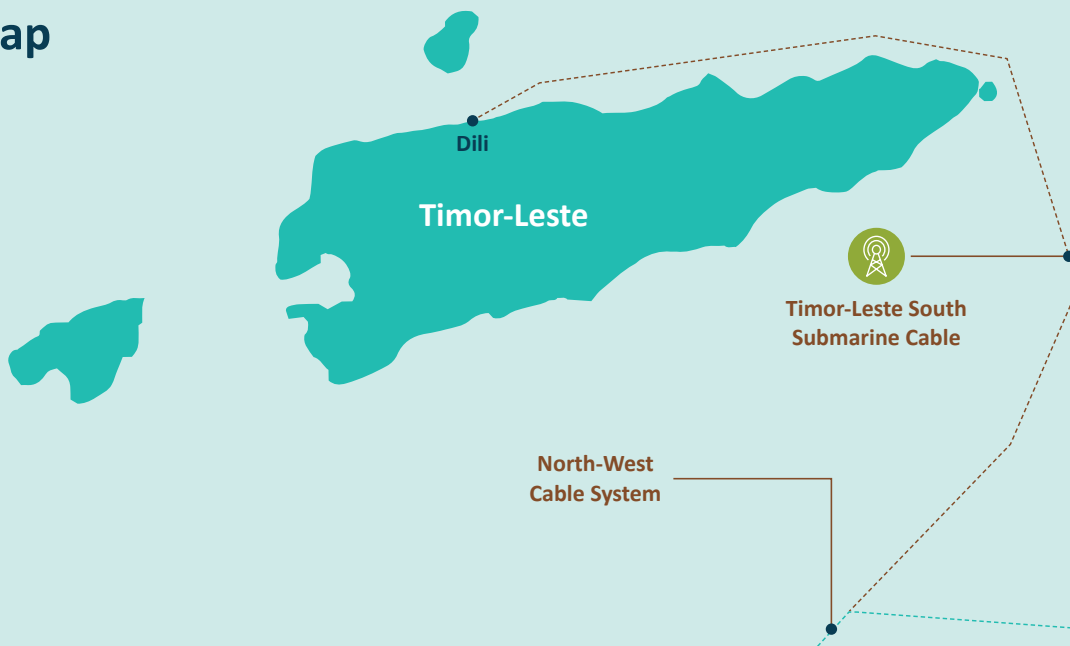 ap
Dili
Timor-Leste
Timor-Leste South
Submarine Cable
North-West
Cable System